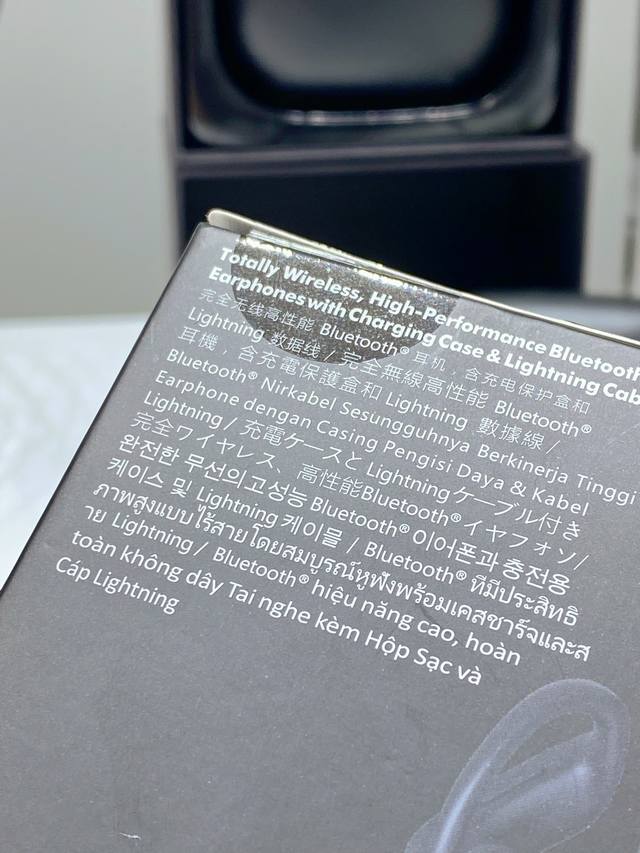 Totally Wireless, High-Performance Bluetooth
Earphones with Charging Case & Lightning Cab
完全无线高性能 Bluetooth® 耳机，含充电保护盒和
Lightning 数据线 / 完全無線高性能 Bluetooth®
耳機，含充電保護盒和 Lightning 數據線 /
Bluetooth® Nirkabel Sesungguhnya Berkinerja Tinggi
Earphone dengan Casing Pengisi Daya & Kabel
Lightning / 充電ケースと Lightning ケーブル付き
完全ワイヤレス、高性能Bluetooth® イヤフォン/
완전한 무선의고성능 Bluetooth® 이어폰과 충전용
케이스 및 Lightning 케이블 / Bluetooth® ที่มีประสิทธิ
ภาพสูงแบบไร้สายโดยสมบูรณ์หูฟังพร้อมเคสชาร์จและส
าย Lightning / Bluetooth® hiệu năng cao, hoàn
toàn không dây Tai nghe kèm Hộp Sạc và
Cáp Lightning